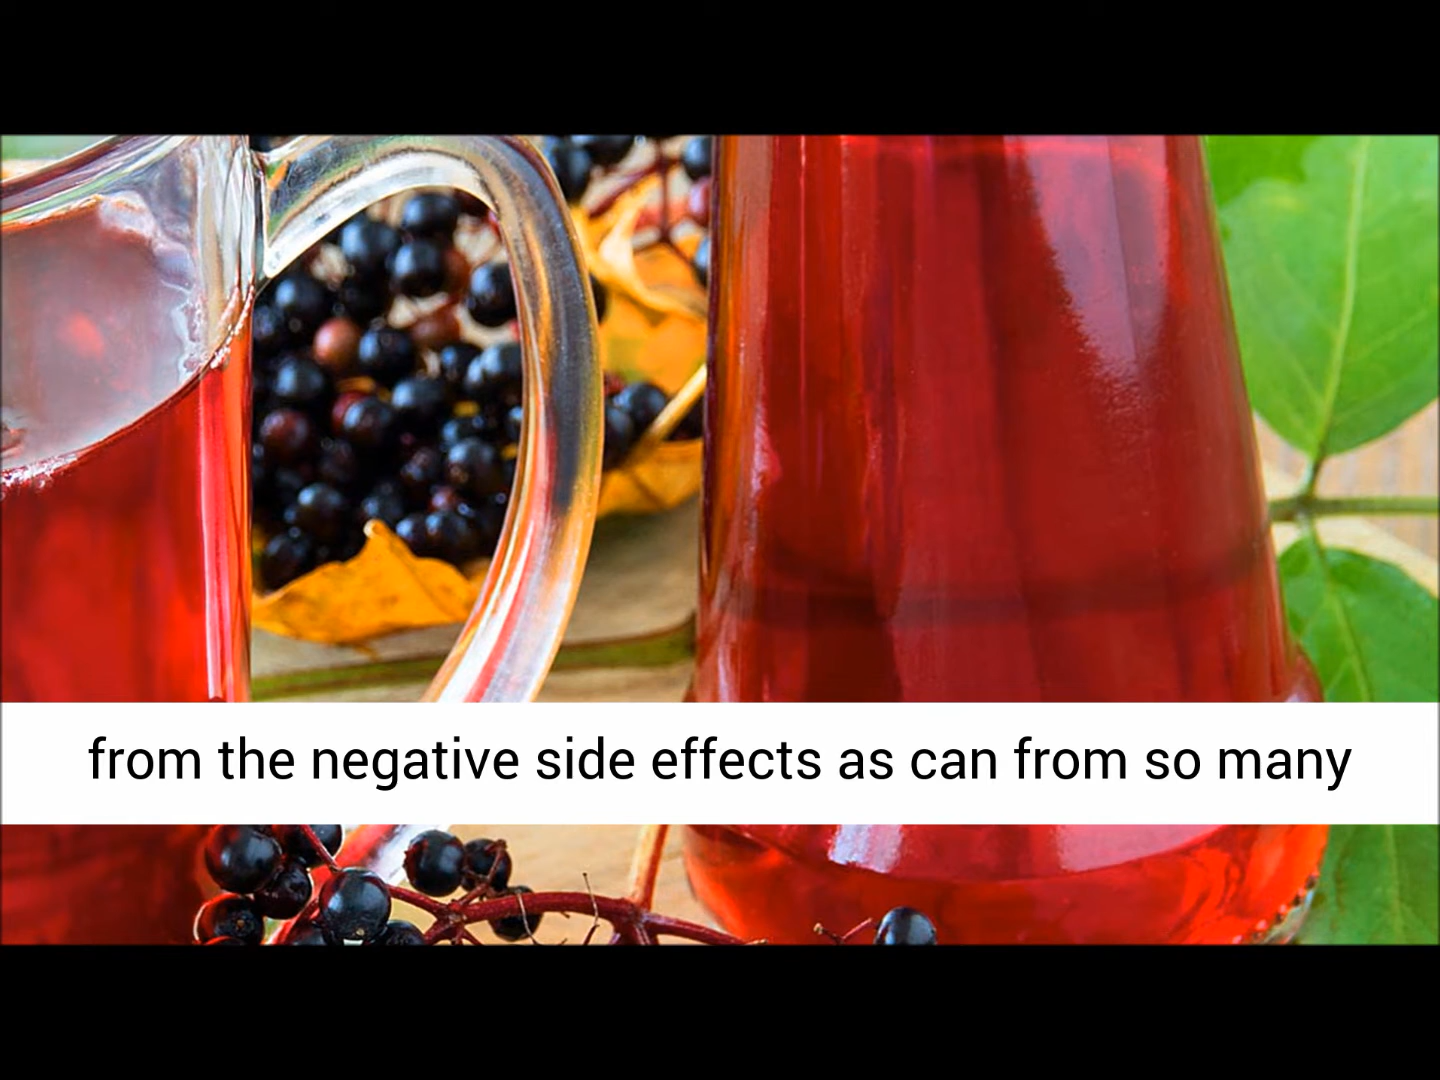 from the negative side effects as can from so many